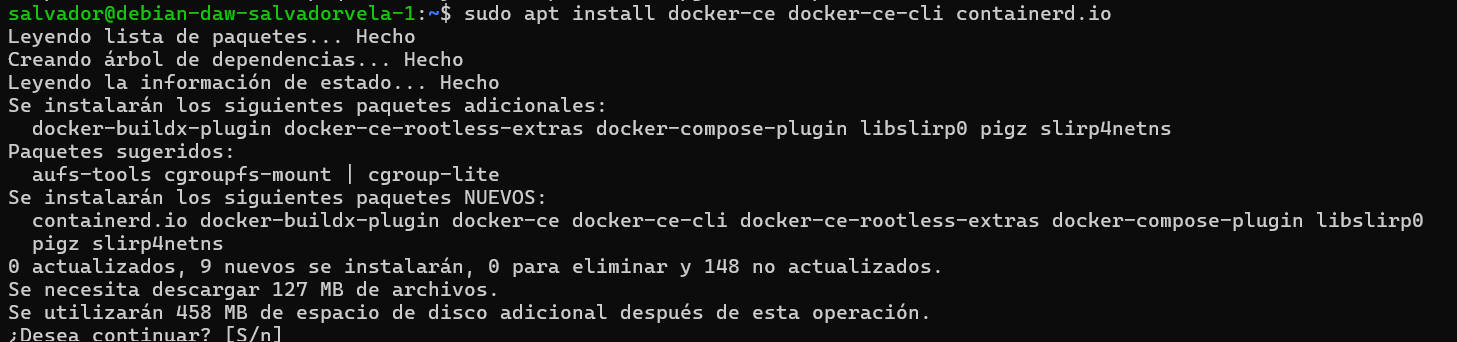 salvador@debian-daw-salvadorvela-1:~$ sudo apt install docker-ce docker-ce-cli containerd.io
Leyendo lista de paquetes... Hecho
Creando árbol de dependencias... Hecho
Leyendo la información de estado... Hecho
Se instalarán los siguientes paquetes adicionales:
  docker-buildx-plugin docker-ce-rootless-extras docker-compose-plugin libslirp0 pigz slirp4netns
Paquetes sugeridos:
  aufs-tools cgroupfs-mount | cgroup-lite
Se instalarán los siguientes paquetes NUEVOS:
  containerd.io docker-buildx-plugin docker-ce docker-ce-cli docker-ce-rootless-extras docker-compose-plugin libslirp0
  pigz slirp4netns
0 actualizados, 9 nuevos se instalarán, 0 para eliminar y 148 no actualizados.
Se necesita descargar 127 MB de archivos.
Se utilizarán 458 MB de espacio de disco adicional después de esta operación.
¿Desea continuar? [S/n]